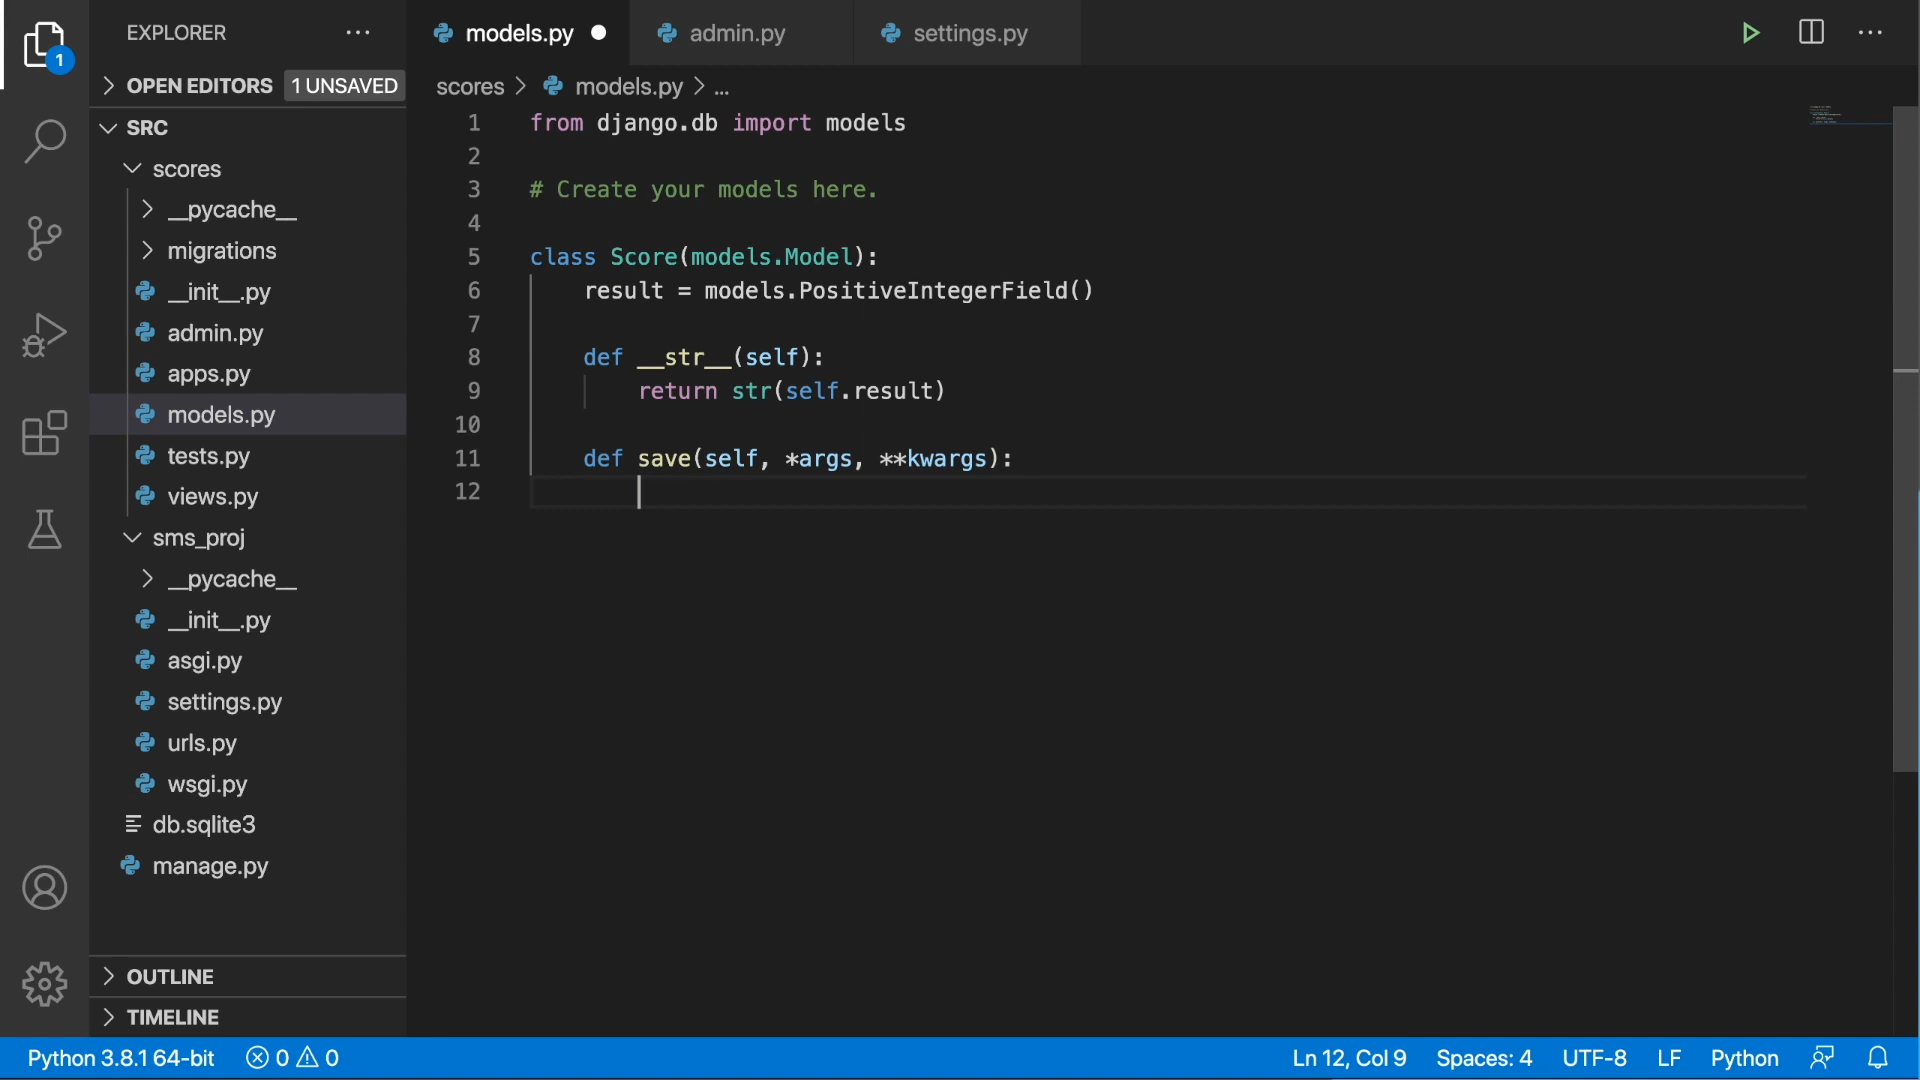 EXPLORER
1
OPEN EDITORS 1 UNSAVED
SRC
scores
__pycache__
migrations
__init__.py
admin.py
apps.py
models.py
tests.py
views.py
sms_proj
__pycache__
__init__.py
asgi.py
settings.py
urls.py
wsgi.py
db.sqlite3
manage.py
OUTLINE
TIMELINE
models.py admin.py settings.py
scores > models.py > ...
1 from django.db import models
2
3 # Create your models here.
4
5 class Score(models.Model):
6 result = models.PositiveIntegerField()
7
8 def __str__(self):
9 return str(self.result)
10
11 def save(self, *args, **kwargs):
12
Python 3.8.1 64-bit 0 0 Ln 12, Col 9 Spaces: 4 UTF-8 LF Python